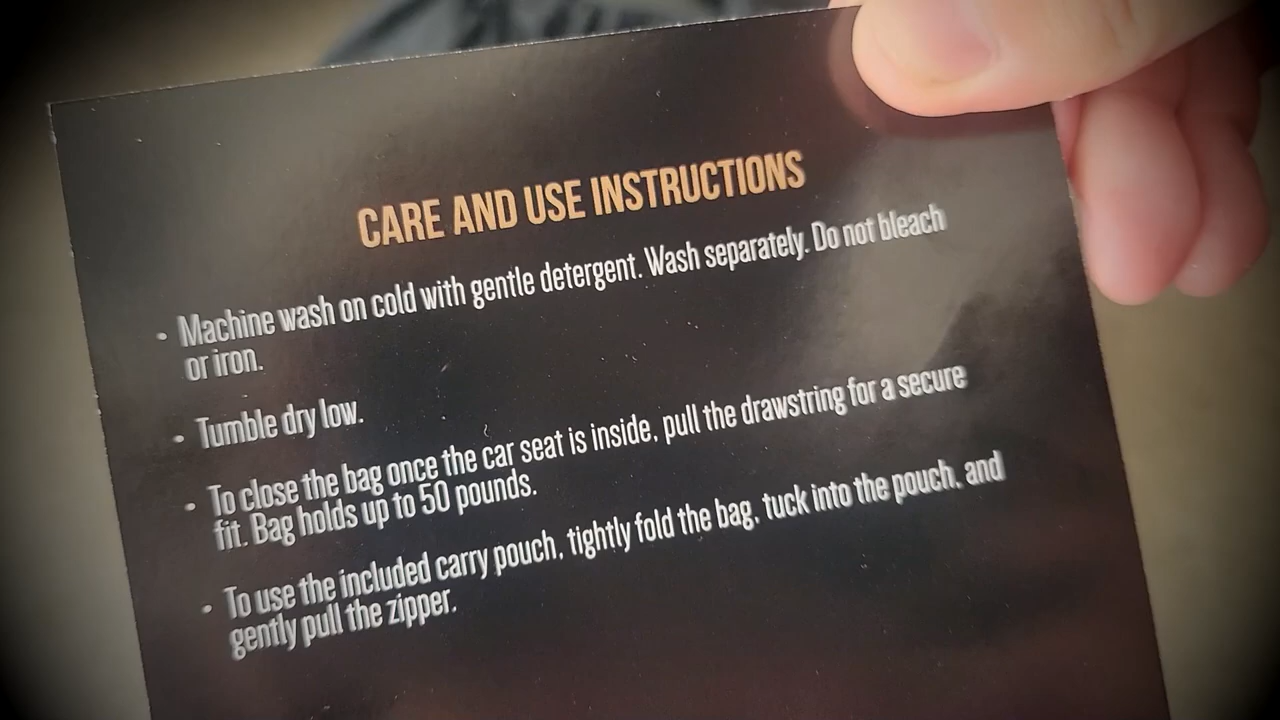 CARE AND USE INSTRUCTIONS
• Machine wash on cold with gentle detergent. Wash separately. Do not bleach
or iron.
• Tumble dry low.
• To close the bag once the car seat is inside, pull the drawstring for a secure
fit. Bag holds up to 50 pounds.
• To use the included carry pouch, tightly fold the bag, tuck into the pouch, and
gently pull the zipper.